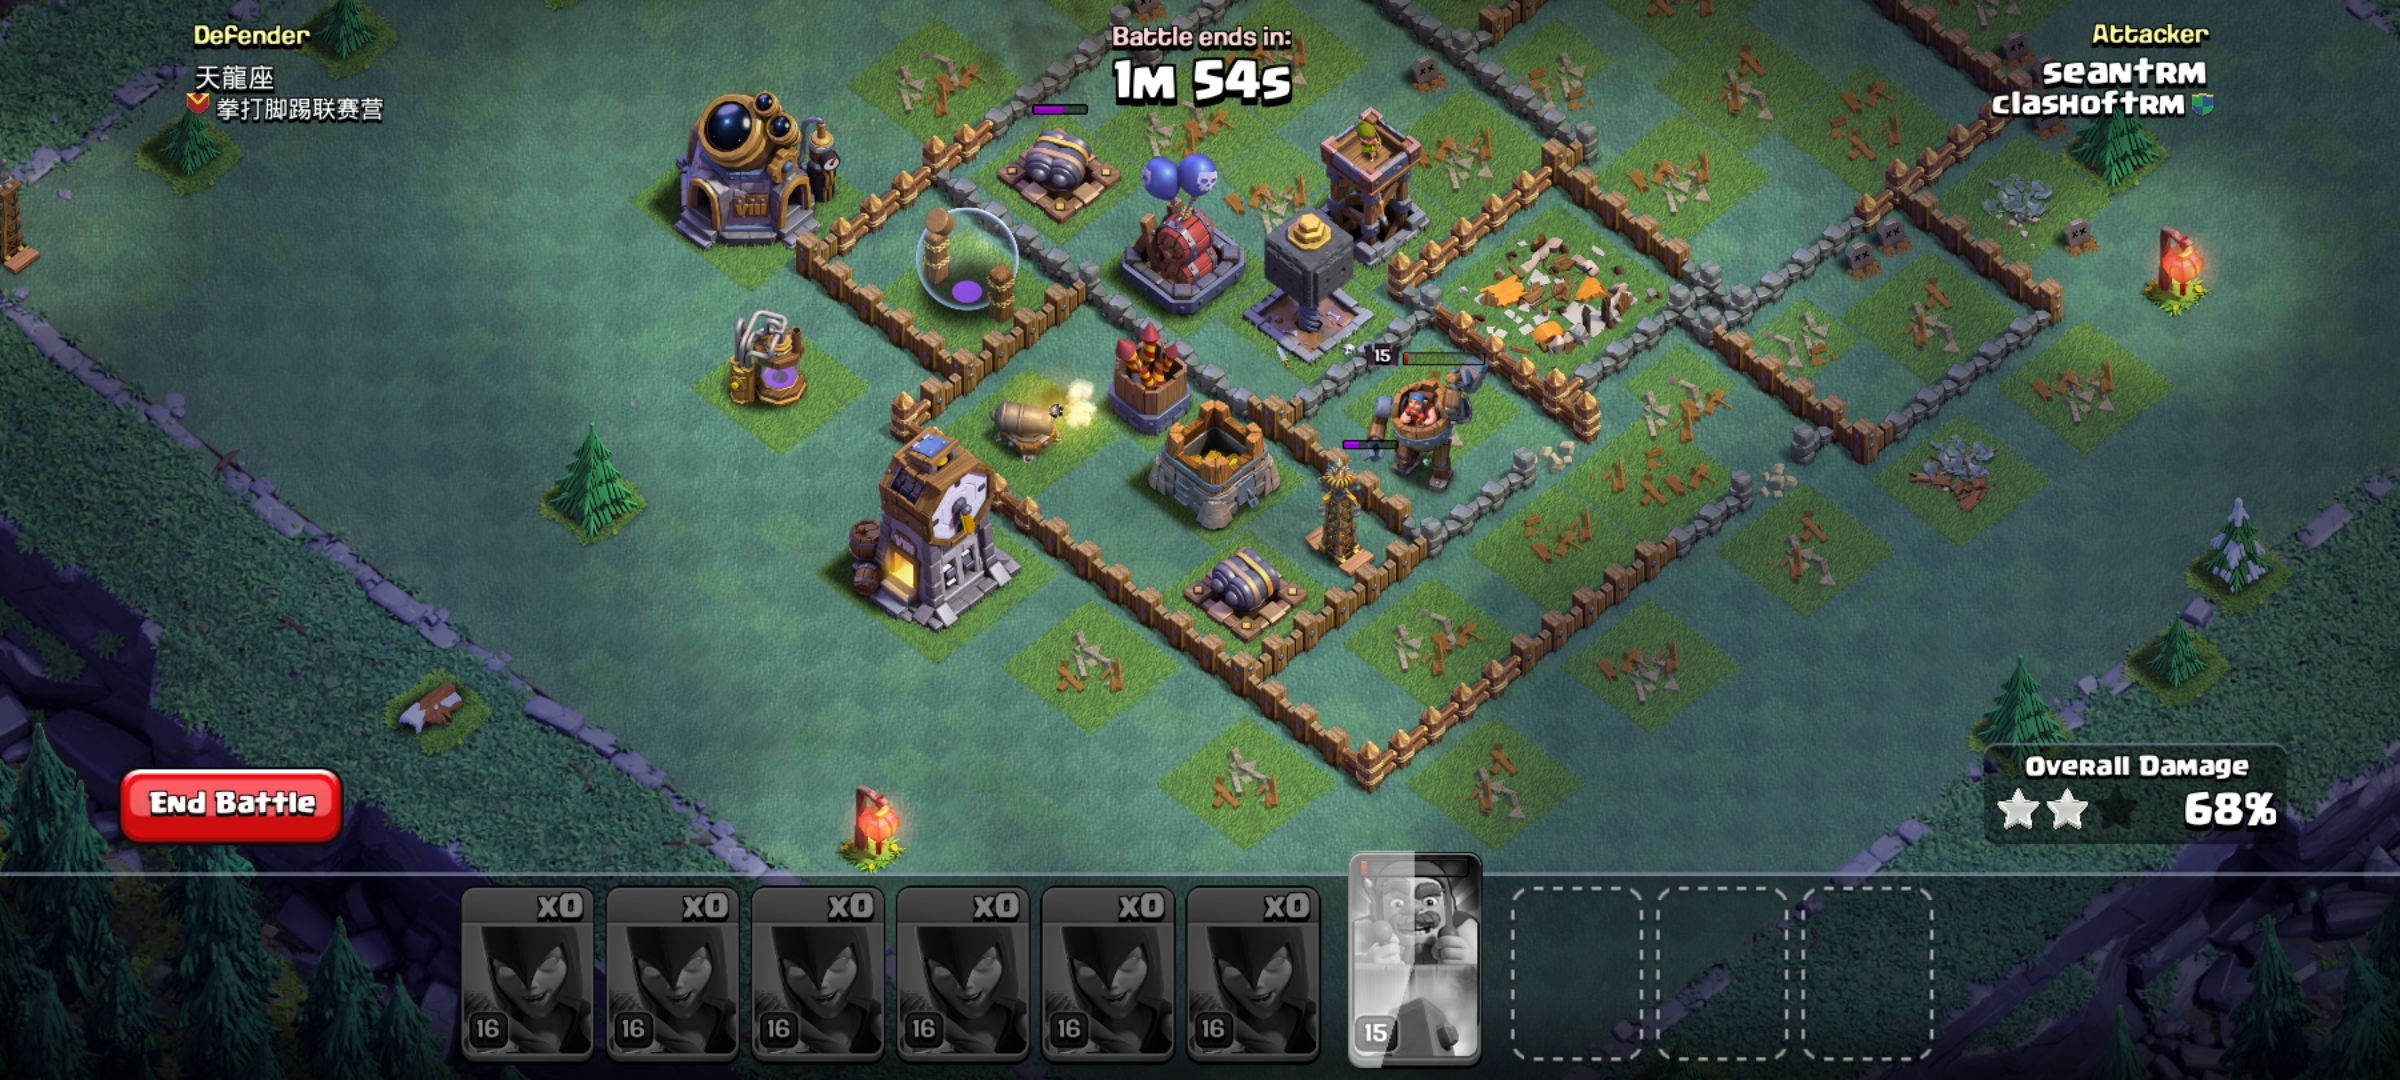 Defender
天龍座
拳打脚踢联赛营
Battle ends in:
1M 54s
Attacker
seantRM
clashoftRM
VIII
15
VIII
End Battle
Overall Damage
68%
x0 x0 x0 x0 x0 x0
16 16 16 16 16 16 15